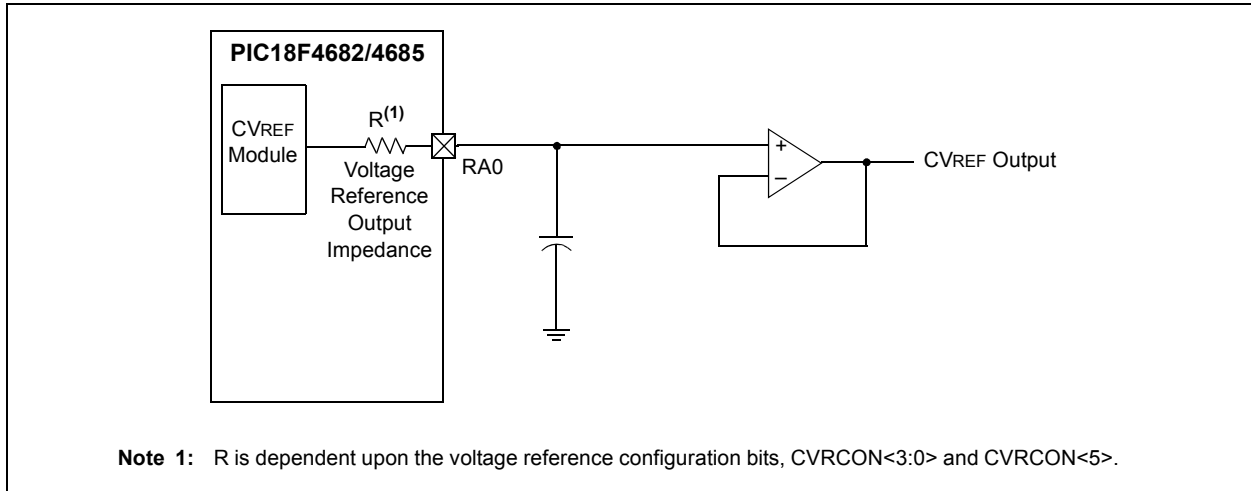 PIC18F4682/4685
CVREF
Module
R(1)
Voltage
Reference
Output
Impedance
RA0
+
–
CVREF Output
Note 1: R is dependent upon the voltage reference configuration bits, CVRCON<3:0> and CVRCON<5>.